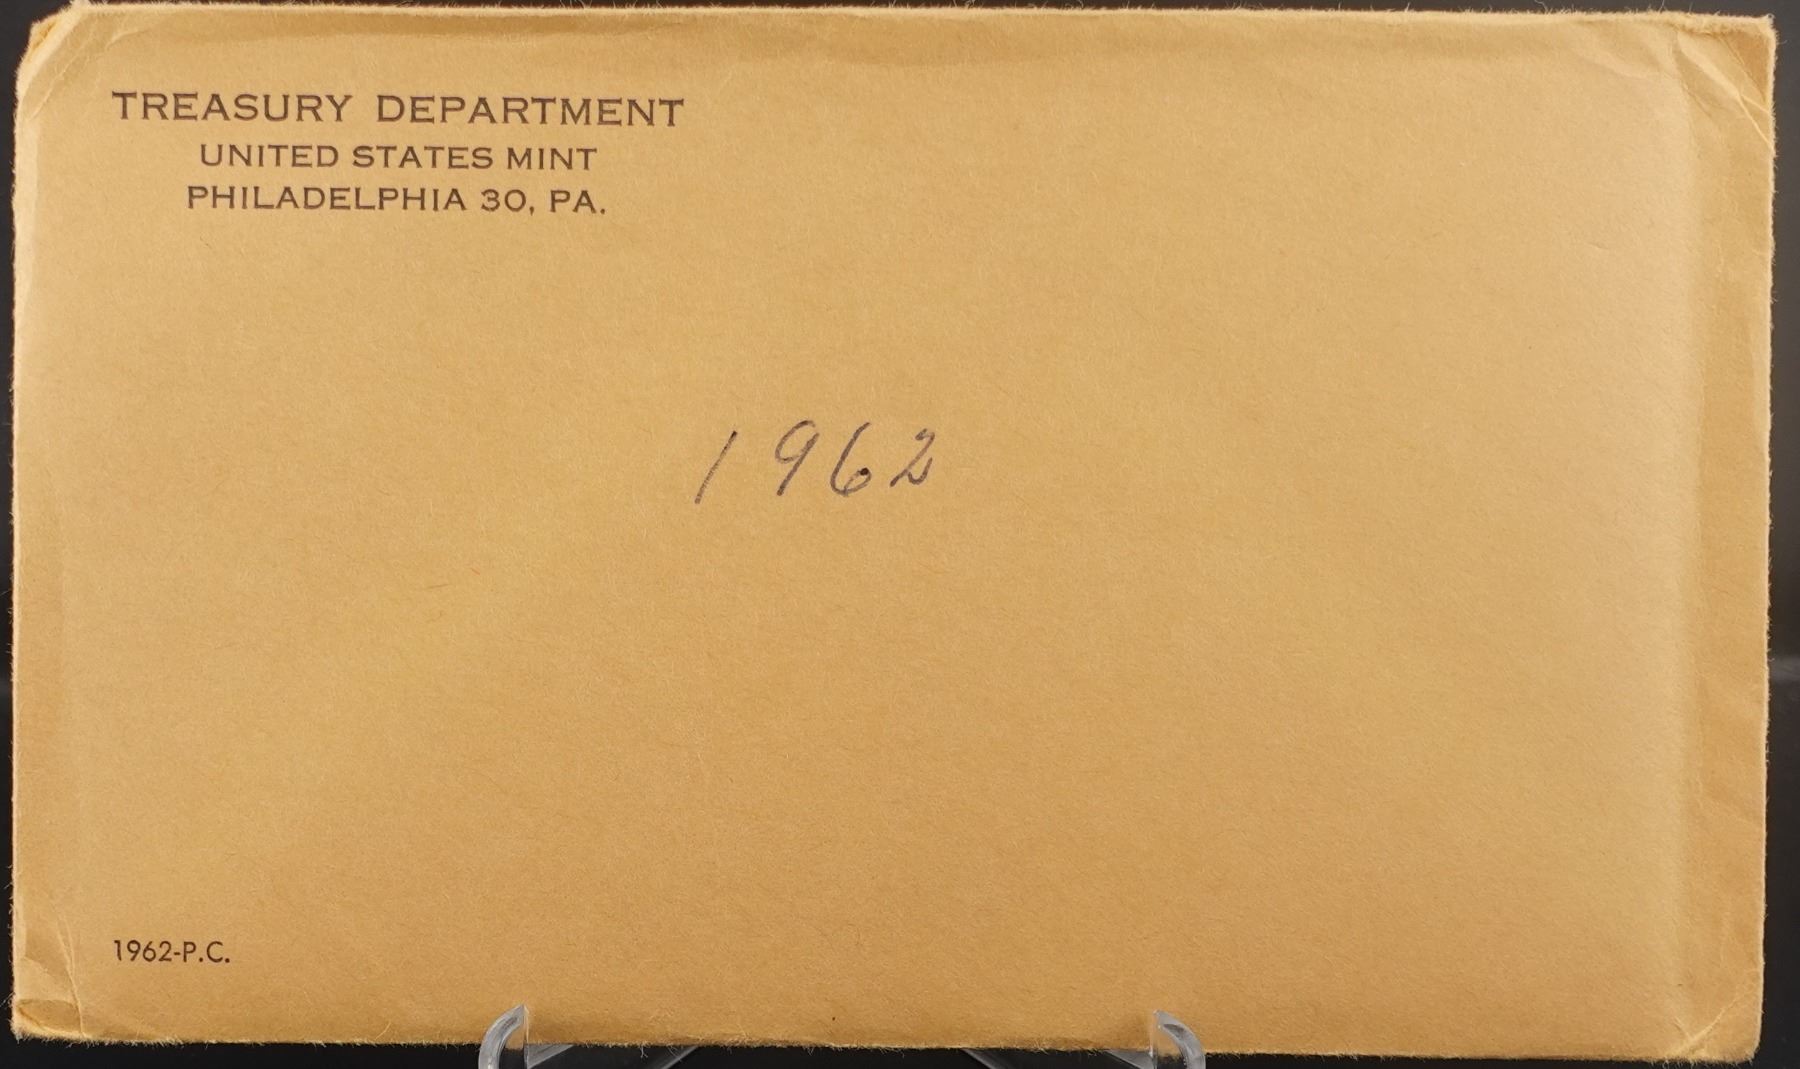 TREASURY DEPARTMENT
UNITED STATES MINT
PHILADELPHIA 30, PA.
1962
1962-P.C.